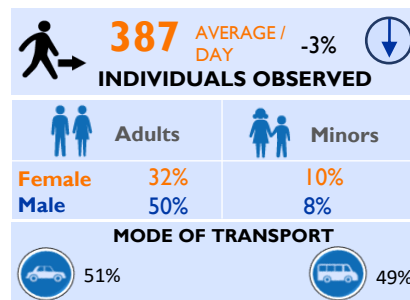 387 AVERAGE / DAY -3%
INDIVIDUALS OBSERVED
Adults Minors
Female 32% 10%
Male 50% 8%
MODE OF TRANSPORT
51% 49%